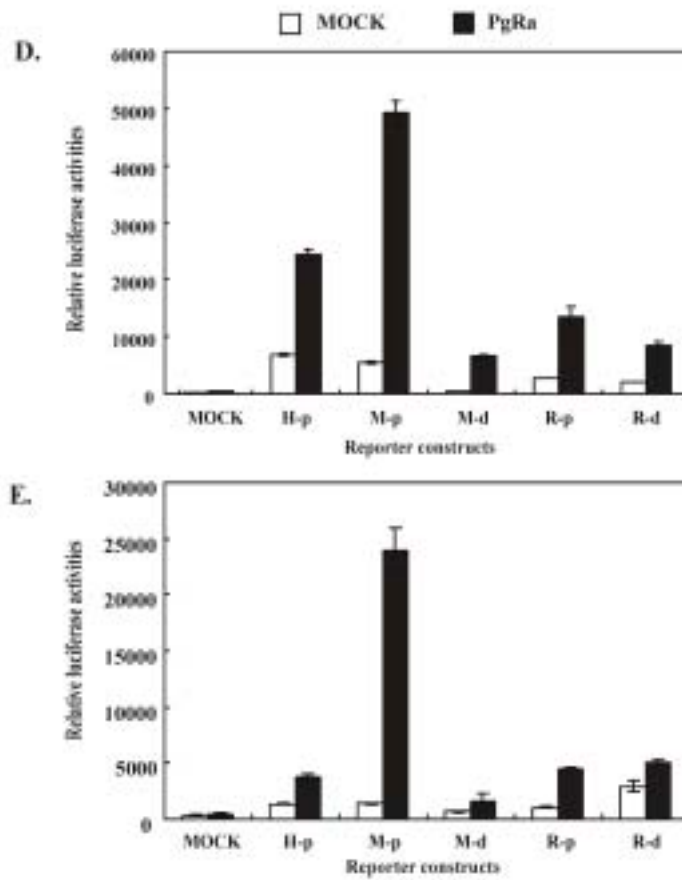 MOCK PgRa
D.
Relative luciferase activities
60000
50000
40000
30000
20000
10000
0
MOCK H-p M-p M-d R-p R-d
Reporter constructs
E.
Relative luciferase activities
30000
25000
20000
15000
10000
5000
0
MOCK H-p M-p M-d R-p R-d
Reporter constructs